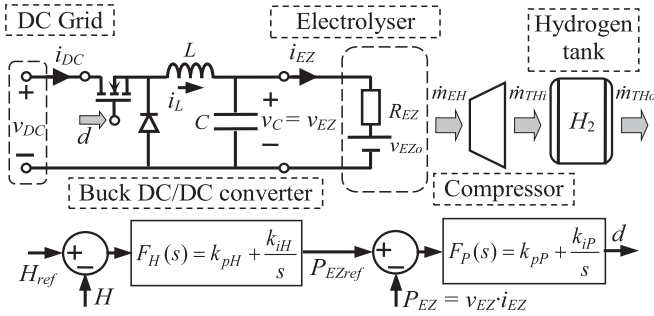 DC Grid
Electrolyser
Hydrogen
tank
i_DC
L
i_EZ
i_L
+
v_DC
−
d
C
+
v_C = v_EZ
−
R_EZ
v_EZo
ṁ_EH
ṁ_THi
H_2
ṁ_THo
Buck DC/DC converter
Compressor
H_ref
+
−
H
F_H(s) = k_pH + k_iH/s
P_EZref
+
−
P_EZ = v_EZ·i_EZ
F_P(s) = k_pP + k_iP/s
d